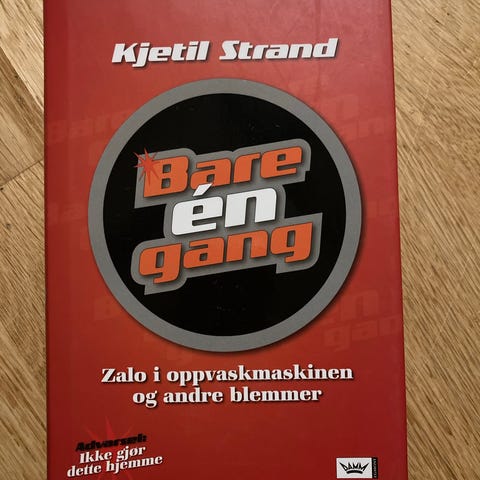 Kjetil Strand
Bare
én
gang
Zalo i oppvaskmaskinen
og andre blemmer
Advarsel:
Ikke gjør
dette hjemme